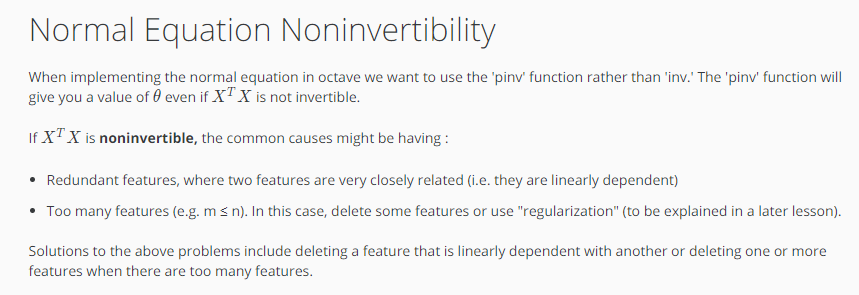 Normal Equation Noninvertibility
When implementing the normal equation in octave we want to use the 'pinv' function rather than 'inv.' The 'pinv' function will
give you a value of θ even if XᵀX is not invertible.
If XᵀX is noninvertible, the common causes might be having :
• Redundant features, where two features are very closely related (i.e. they are linearly dependent)
• Too many features (e.g. m ≤ n). In this case, delete some features or use "regularization" (to be explained in a later lesson).
Solutions to the above problems include deleting a feature that is linearly dependent with another or deleting one or more
features when there are too many features.